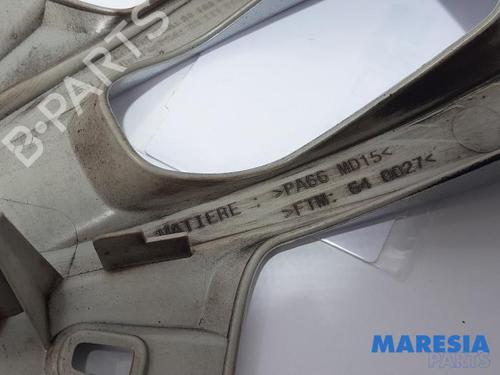 B-PARTS
MATIERE : >PA66 MD15<
>FTM: 64 0027<
MARESIA
PARTS